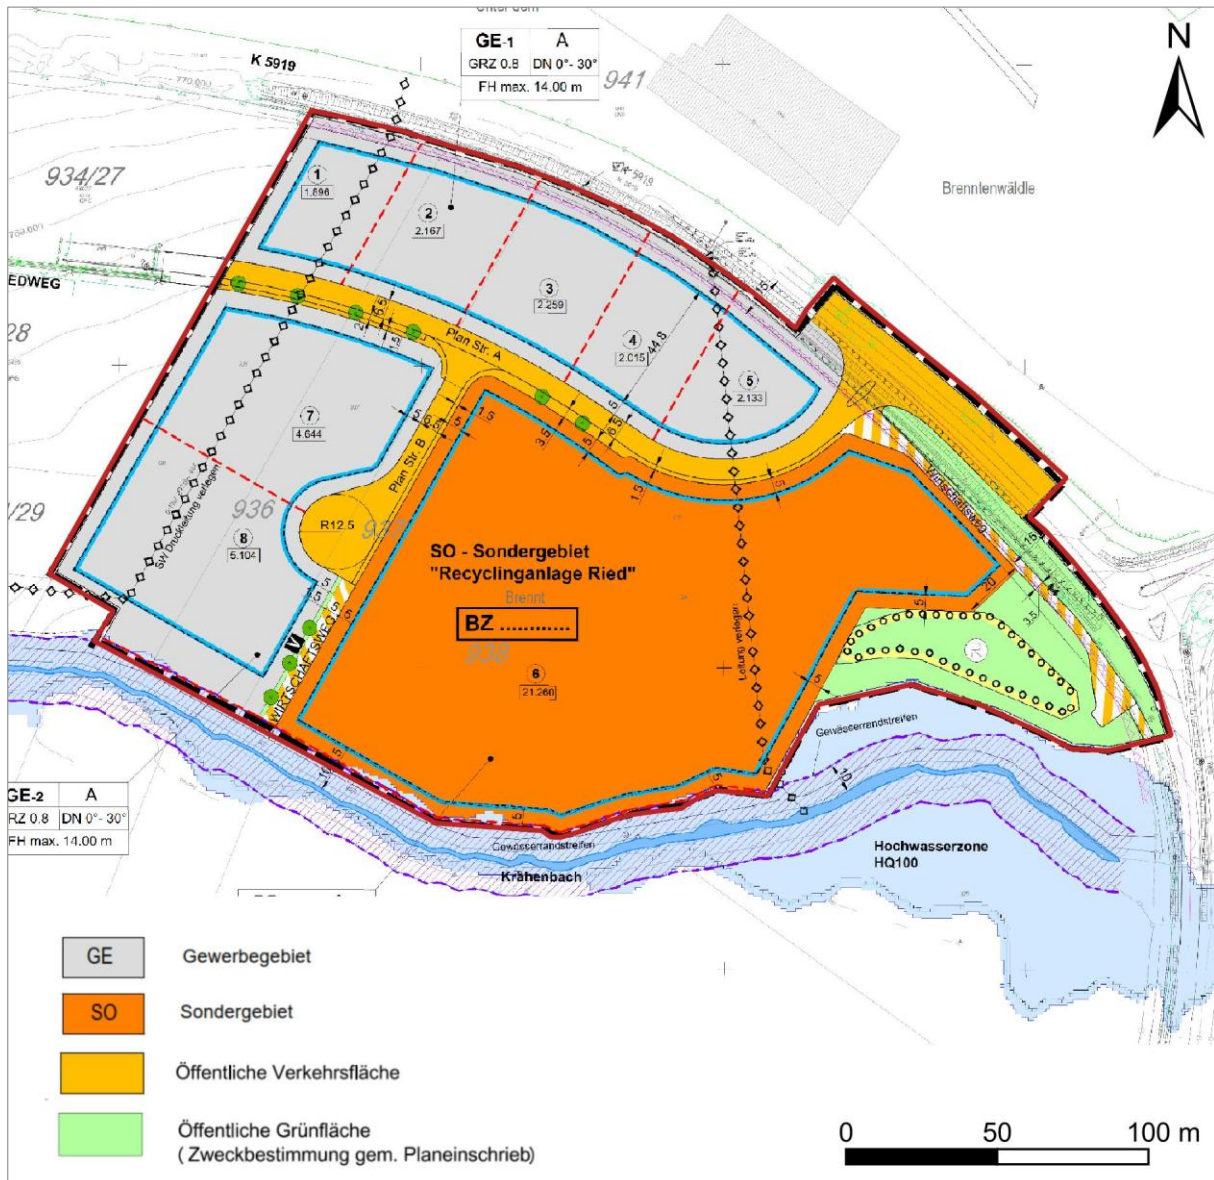 GE-1 A
GRZ 0.8 DN 0°- 30°
FH max. 14.00 m
N
K 5919
941
934/27
Brenntenwäldle
1
1.896
2
2.167
3
2.259
4
2.015
5
2.133
44.8
EDWEG
28
Plan Str. A
7
4.644
Plan Str. B
SW Druckleitung verlegen
936
R12.5
8
5.104
/29
Wirtschaftsweg
SO - Sondergebiet
"Recyclinganlage Ried"
Brennt
BZ ............
938
6
21.260
Leitung verlegen
WIRTSCHAFTSWEG
V
Gewässerrandstreifen
GE-2 A
RZ 0.8 DN 0°- 30°
FH max. 14.00 m
Gewässerrandstreifen
Krähenbach
Hochwasserzone
HQ100
GE Gewerbegebiet
SO Sondergebiet
Öffentliche Verkehrsfläche
Öffentliche Grünfläche
( Zweckbestimmung gem. Planeinschrieb)
0 50 100 m